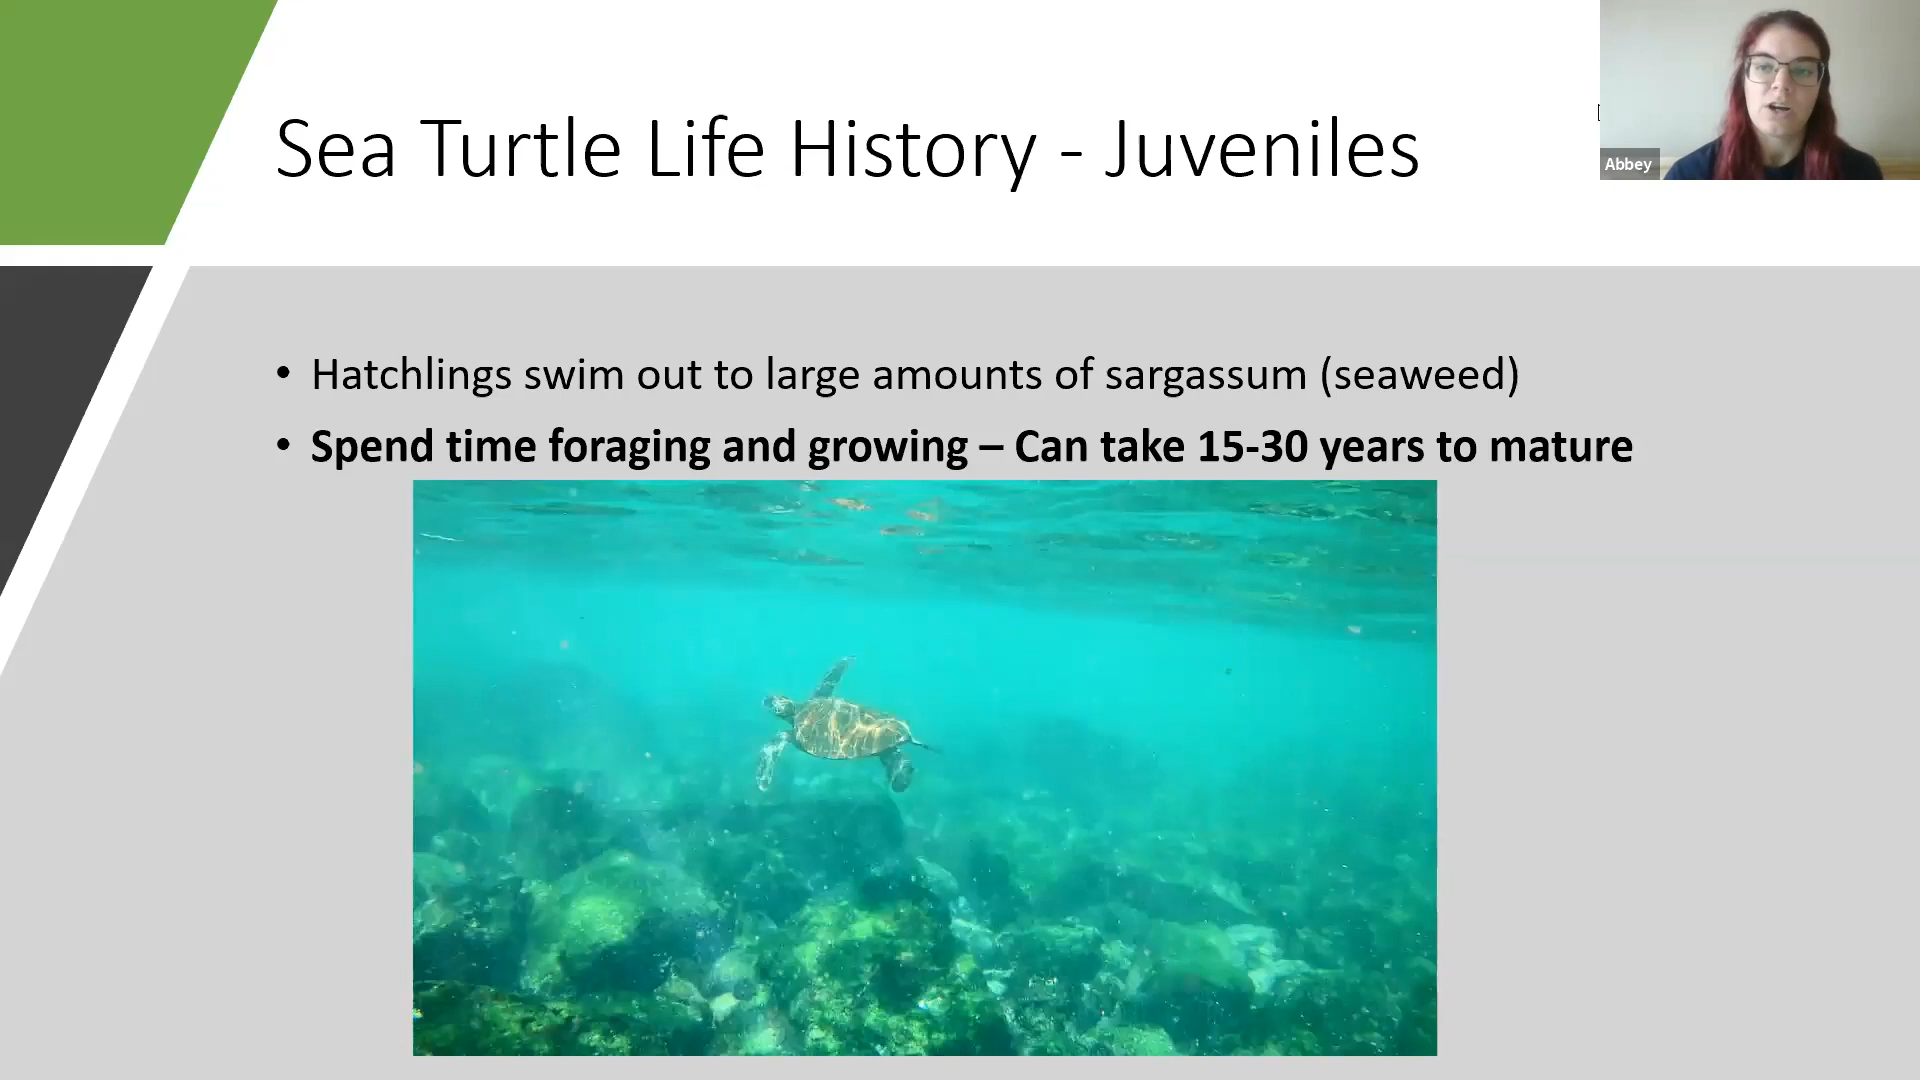 Sea Turtle Life History - Juveniles
Abbey
• Hatchlings swim out to large amounts of sargassum (seaweed)
• Spend time foraging and growing – Can take 15-30 years to mature